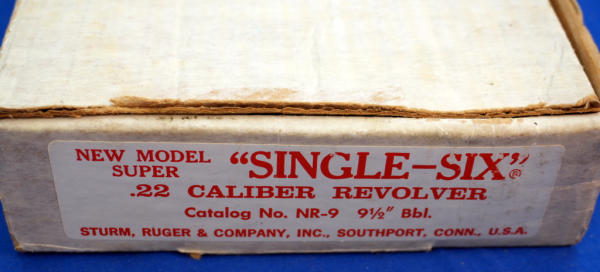 NEW MODEL SUPER "SINGLE-SIX"®
.22 CALIBER REVOLVER
Catalog No. NR-9 9½" Bbl.
STURM, RUGER & COMPANY, INC., SOUTHPORT, CONN., U.S.A.